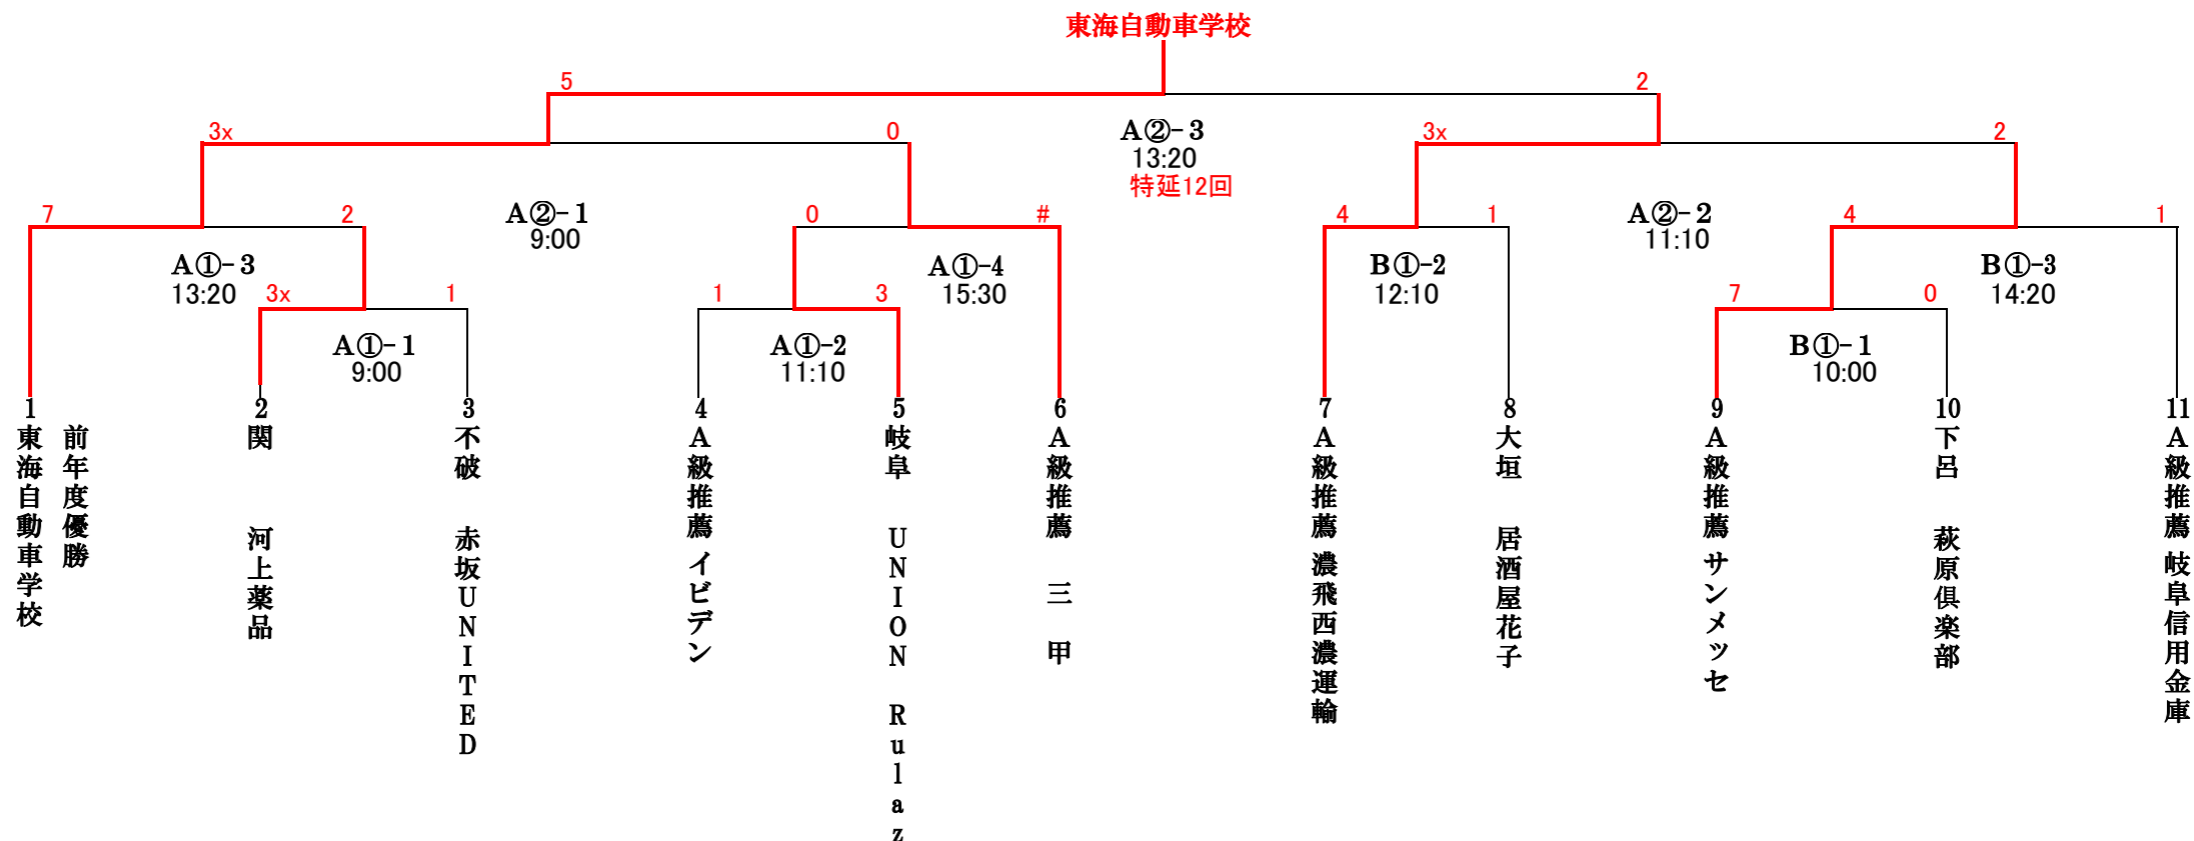 東海自動車学校
5
2
3x
0
A②-3
13:20
特延12回
3x
2
7
2
A②-1
9:00
0
#
4
1
A②-2
11:10
4
1
A①-3
13:20
A①-4
15:30
B①-2
12:10
B①-3
14:20
3x
1
1
3
7
0
A①-1
9:00
A①-2
11:10
B①-1
10:00
1
東海自動車学校
前年度優勝
2
関 河上薬品
3
不破 赤坂UNITED
4
A級推薦 イビデン
5
岐阜 UNION Rulaz
6
A級推薦 三甲
7
A級推薦 濃飛西濃運輸
8
大垣 居酒屋花子
9
A級推薦 サンメッセ
10
下呂 萩原倶楽部
11
A級推薦 岐阜信用金庫